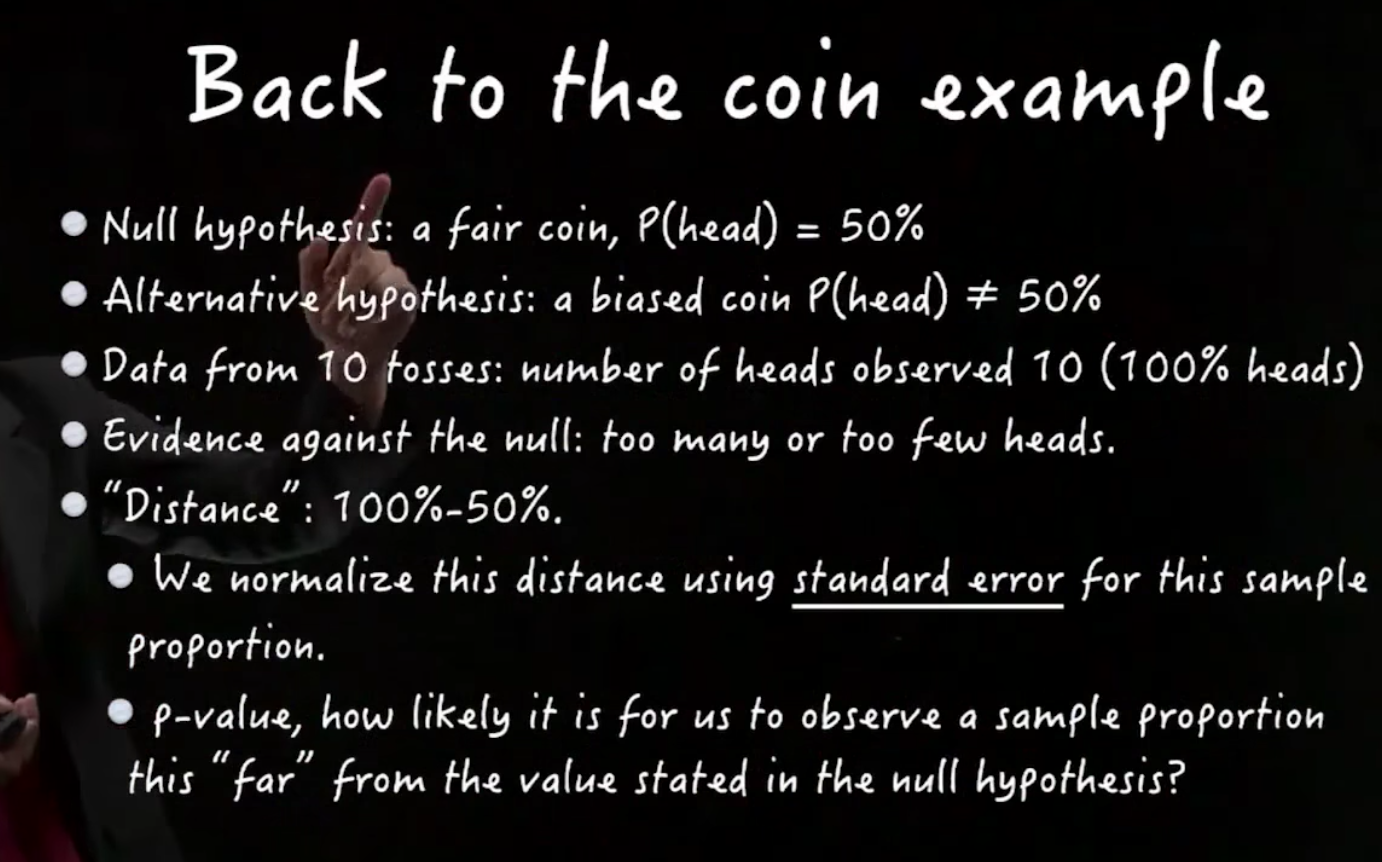 Back to the coin example
• Null hypothesis: a fair coin, P(head) = 50%
• Alternative hypothesis: a biased coin P(head) ≠ 50%
• Data from 10 tosses: number of heads observed 10 (100% heads)
• Evidence against the null: too many or too few heads.
• “Distance”: 100%-50%.
• We normalize this distance using standard error for this sample
proportion.
• p-value, how likely it is for us to observe a sample proportion
this “far” from the value stated in the null hypothesis?